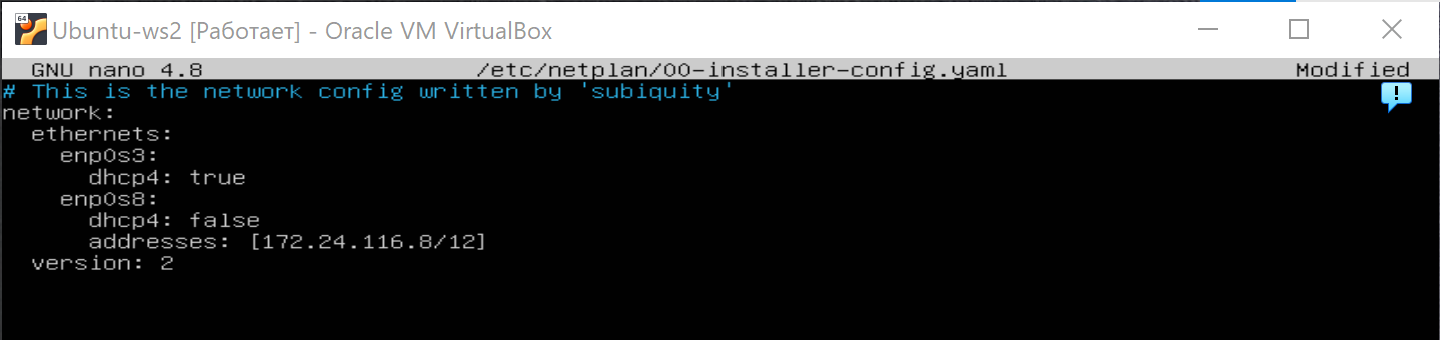 64
Ubuntu-ws2 [Работает] - Oracle VM VirtualBox
GNU nano 4.8 /etc/netplan/00-installer-config.yaml Modified
# This is the network config written by 'subiquity'
network:
  ethernets:
    enp0s3:
      dhcp4: true
    enp0s8:
      dhcp4: false
      addresses: [172.24.116.8/12]
  version: 2